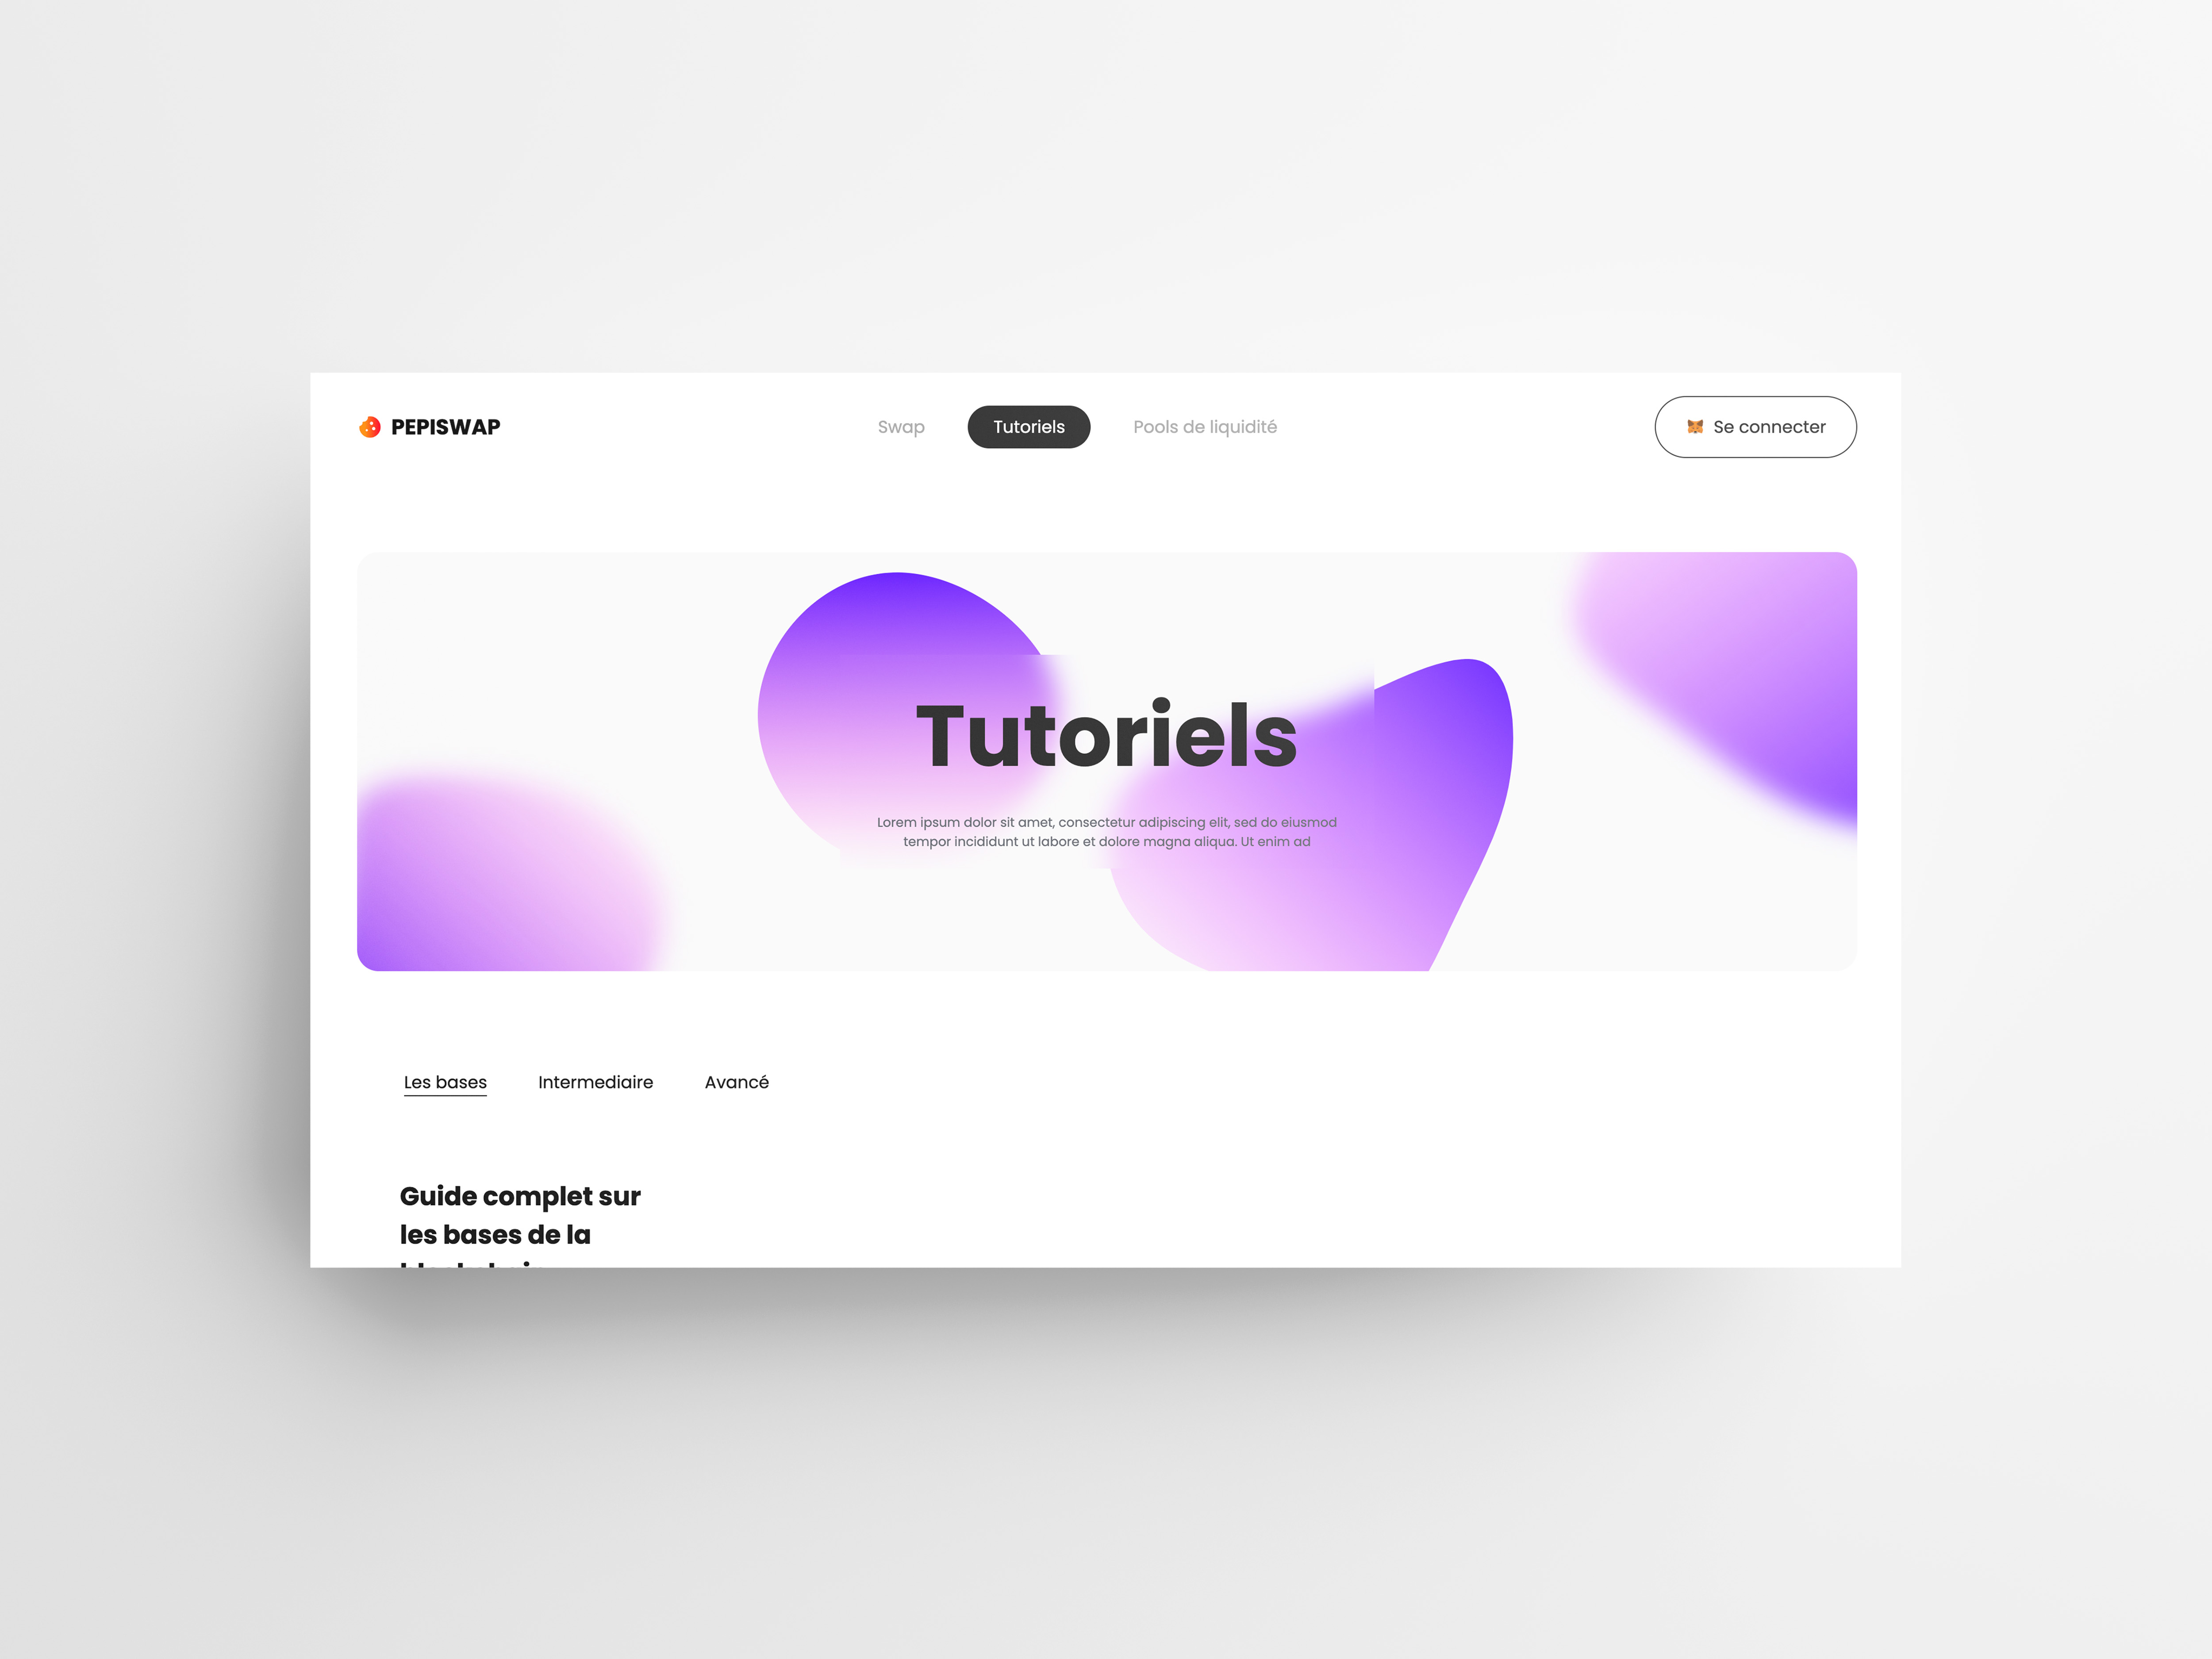 PEPISWAP
Swap
Tutoriels
Pools de liquidité
Se connecter
Tutoriels
Lorem ipsum dolor sit amet, consectetur adipiscing elit, sed do eiusmod
tempor incididunt ut labore et dolore magna aliqua. Ut enim ad
Les bases
Intermediaire
Avancé
Guide complet sur
les bases de la